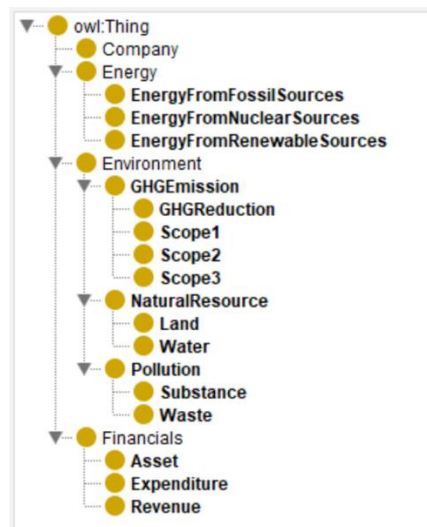 owl:Thing
Company
Energy
EnergyFromFossilSources
EnergyFromNuclearSources
EnergyFromRenewableSources
Environment
GHGEmission
GHGReduction
Scope1
Scope2
Scope3
NaturalResource
Land
Water
Pollution
Substance
Waste
Financials
Asset
Expenditure
Revenue